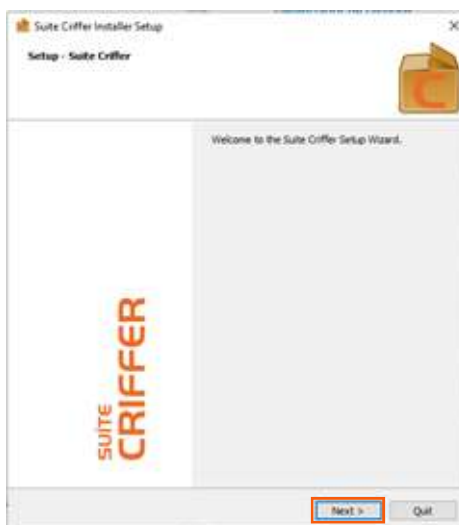 Suite Criffer Installer Setup
Setup - Suite Criffer
C
Welcome to the Suite Criffer Setup Wizard.
SUITE
CRIFFER
Next >
Quit